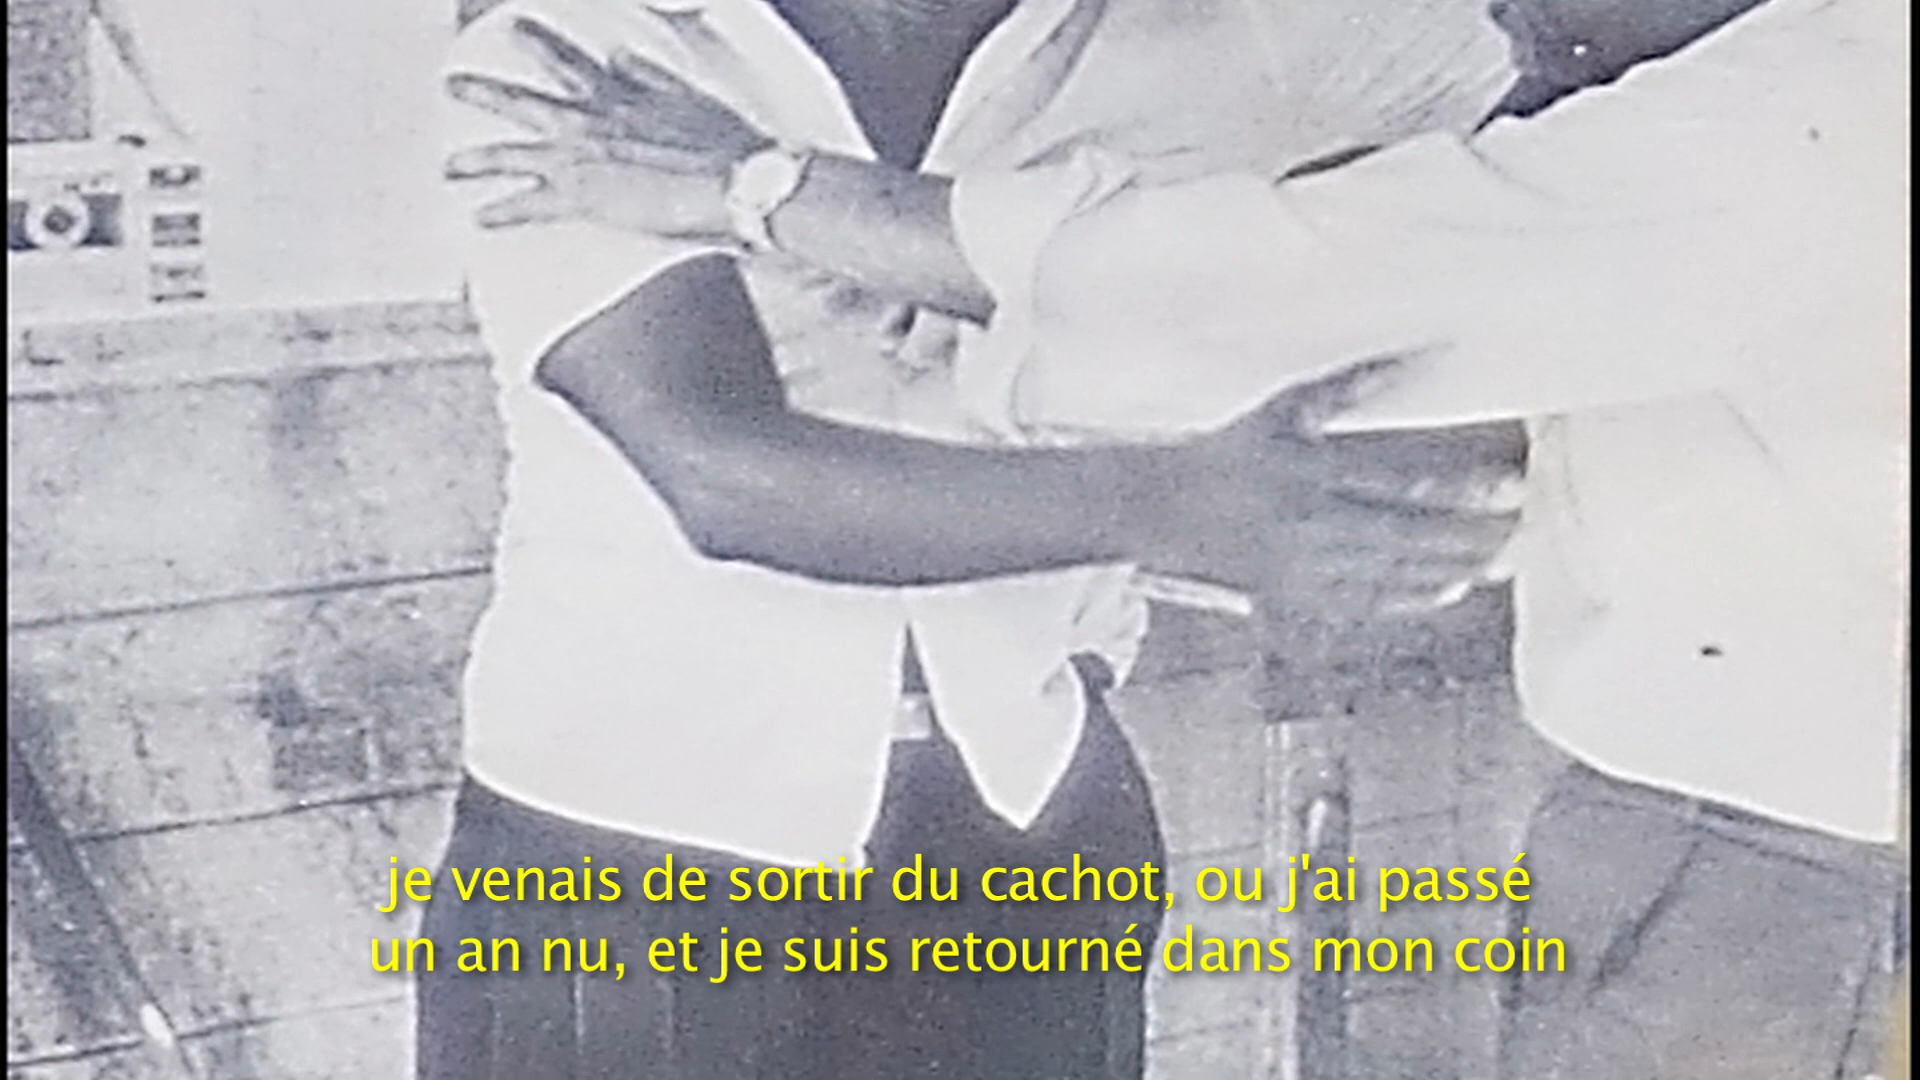 je venais de sortir du cachot, ou j'ai passé
un an nu, et je suis retourné dans mon coin